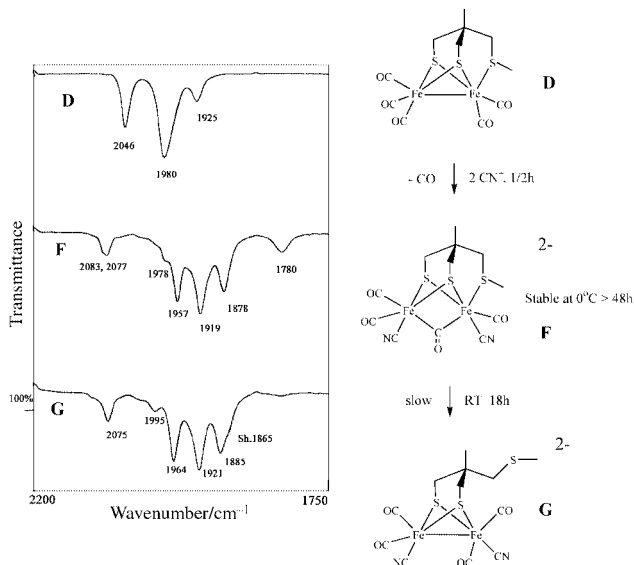 D
2046
1980
1925
F
2083, 2077
1978
1957
1919
1878
1780
100%
G
2075
1995
1964
1921
1885
Sh.1865
2200
1750
Wavenumber/cm⁻¹
Transmittance
S
S
S
OC
Fe
Fe
OC
OC
CO
CO
D
- CO
2 CN⁻, 1/2h
2-
S
S
S
OC
OC
Fe
Fe
CO
NC
C
O
CN
F
Stable at 0°C > 48h
slow
RT 18h
2-
S
S
S
OC
CO
Fe
Fe
OC
NC
OC
CN
G